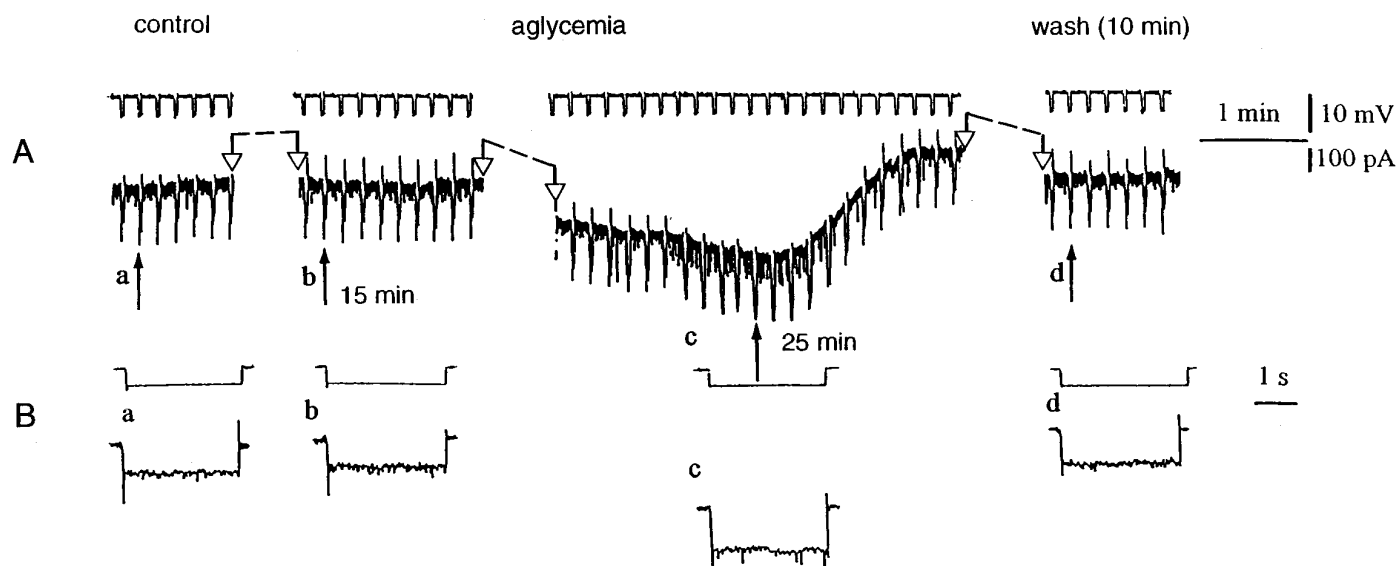 control aglycemia wash (10 min)
1 min 10 mV
A
100 pA
a b d
15 min
c 25 min
1 s
a b d
B
c